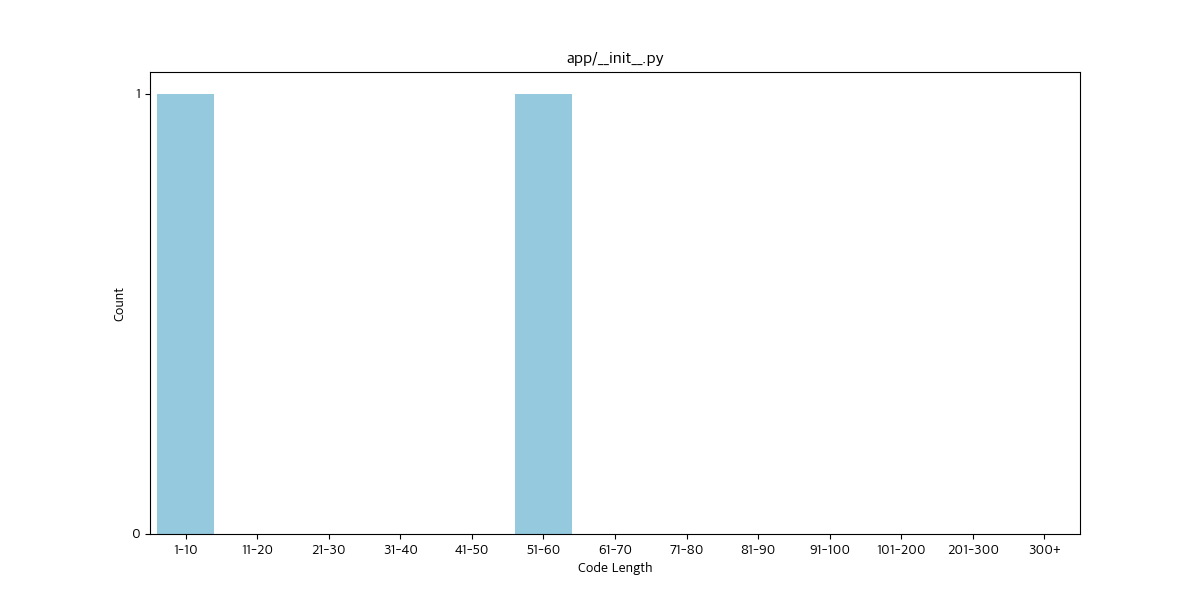 app/__init__.py
1
0
Count
1-10 11-20 21-30 31-40 41-50 51-60 61-70 71-80 81-90 91-100 101-200 201-300 300+
Code Length